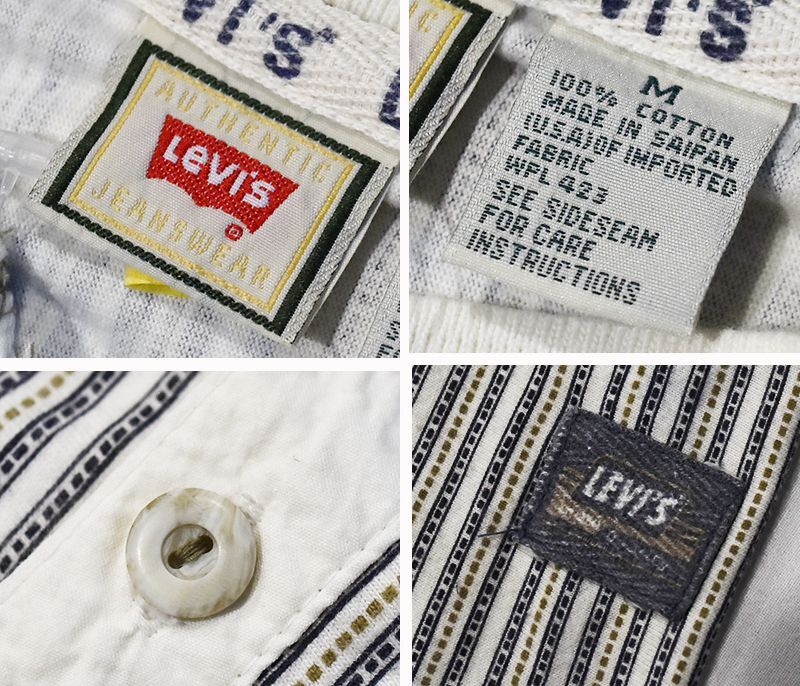 LEVI'S
AUTHENTIC
LEVI'S
®
JEANSWEAR
M
100% COTTON
MADE IN SAIPAN
(U.S.A) OF IMPORTED
FABRIC
WPL 423
SEE SIDESEAM
FOR CARE
INSTRUCTIONS
LEVI'S